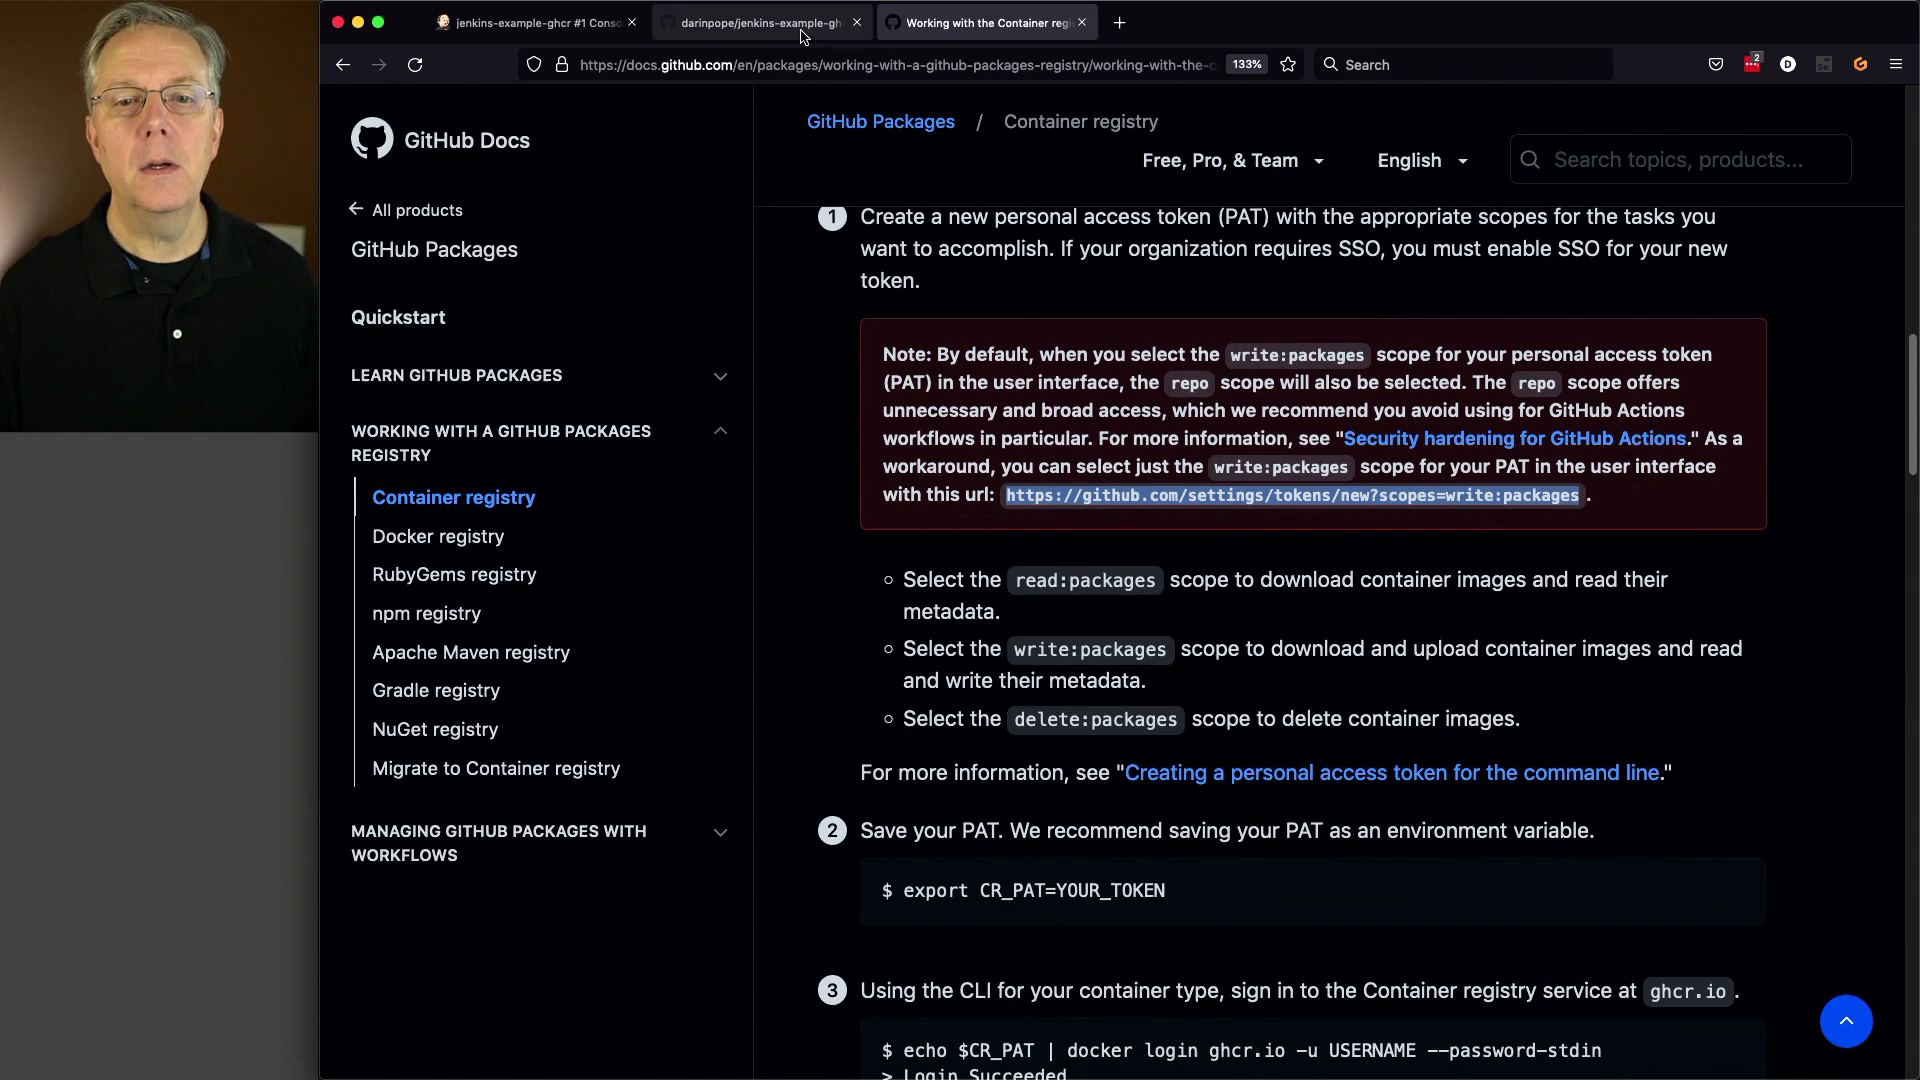 jenkins-example-ghcr #1 Conso
darinpope/jenkins-example-gh
Working with the Container reg
https://docs.github.com/en/packages/working-with-a-github-packages-registry/working-with-the-c
133%
Search
2
D
Se
GitHub Docs
All products
GitHub Packages
Quickstart
LEARN GITHUB PACKAGES
WORKING WITH A GITHUB PACKAGES
REGISTRY
Container registry
Docker registry
RubyGems registry
npm registry
Apache Maven registry
Gradle registry
NuGet registry
Migrate to Container registry
MANAGING GITHUB PACKAGES WITH
WORKFLOWS
GitHub Packages / Container registry
Free, Pro, & Team
English
Search topics, products...
1 Create a new personal access token (PAT) with the appropriate scopes for the tasks you
want to accomplish. If your organization requires SSO, you must enable SSO for your new
token.
Note: By default, when you select the write:packages scope for your personal access token
(PAT) in the user interface, the repo scope will also be selected. The repo scope offers
unnecessary and broad access, which we recommend you avoid using for GitHub Actions
workflows in particular. For more information, see "Security hardening for GitHub Actions." As a
workaround, you can select just the write:packages scope for your PAT in the user interface
with this url: https://github.com/settings/tokens/new?scopes=write:packages.
Select the read:packages scope to download container images and read their
metadata.
Select the write:packages scope to download and upload container images and read
and write their metadata.
Select the delete:packages scope to delete container images.
For more information, see "Creating a personal access token for the command line."
2 Save your PAT. We recommend saving your PAT as an environment variable.
$ export CR_PAT=YOUR_TOKEN
3 Using the CLI for your container type, sign in to the Container registry service at ghcr.io.
$ echo $CR_PAT | docker login ghcr.io -u USERNAME --password-stdin
> Login Succeeded